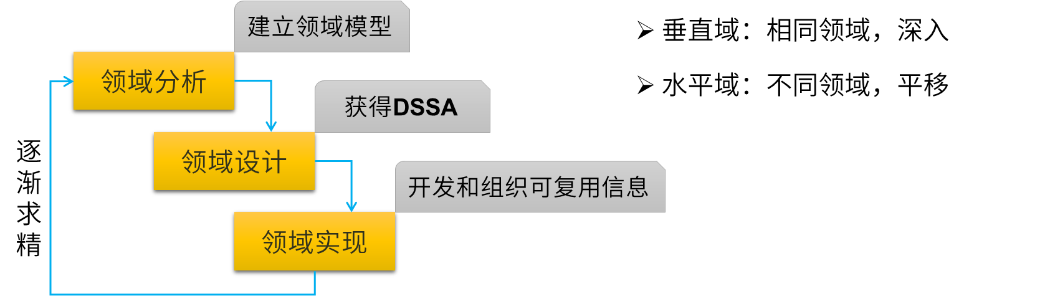 建立领域模型
领域分析
获得DSSA
领域设计
开发和组织可复用信息
领域实现
逐渐求精
➢ 垂直域：相同领域，深入
➢ 水平域：不同领域，平移